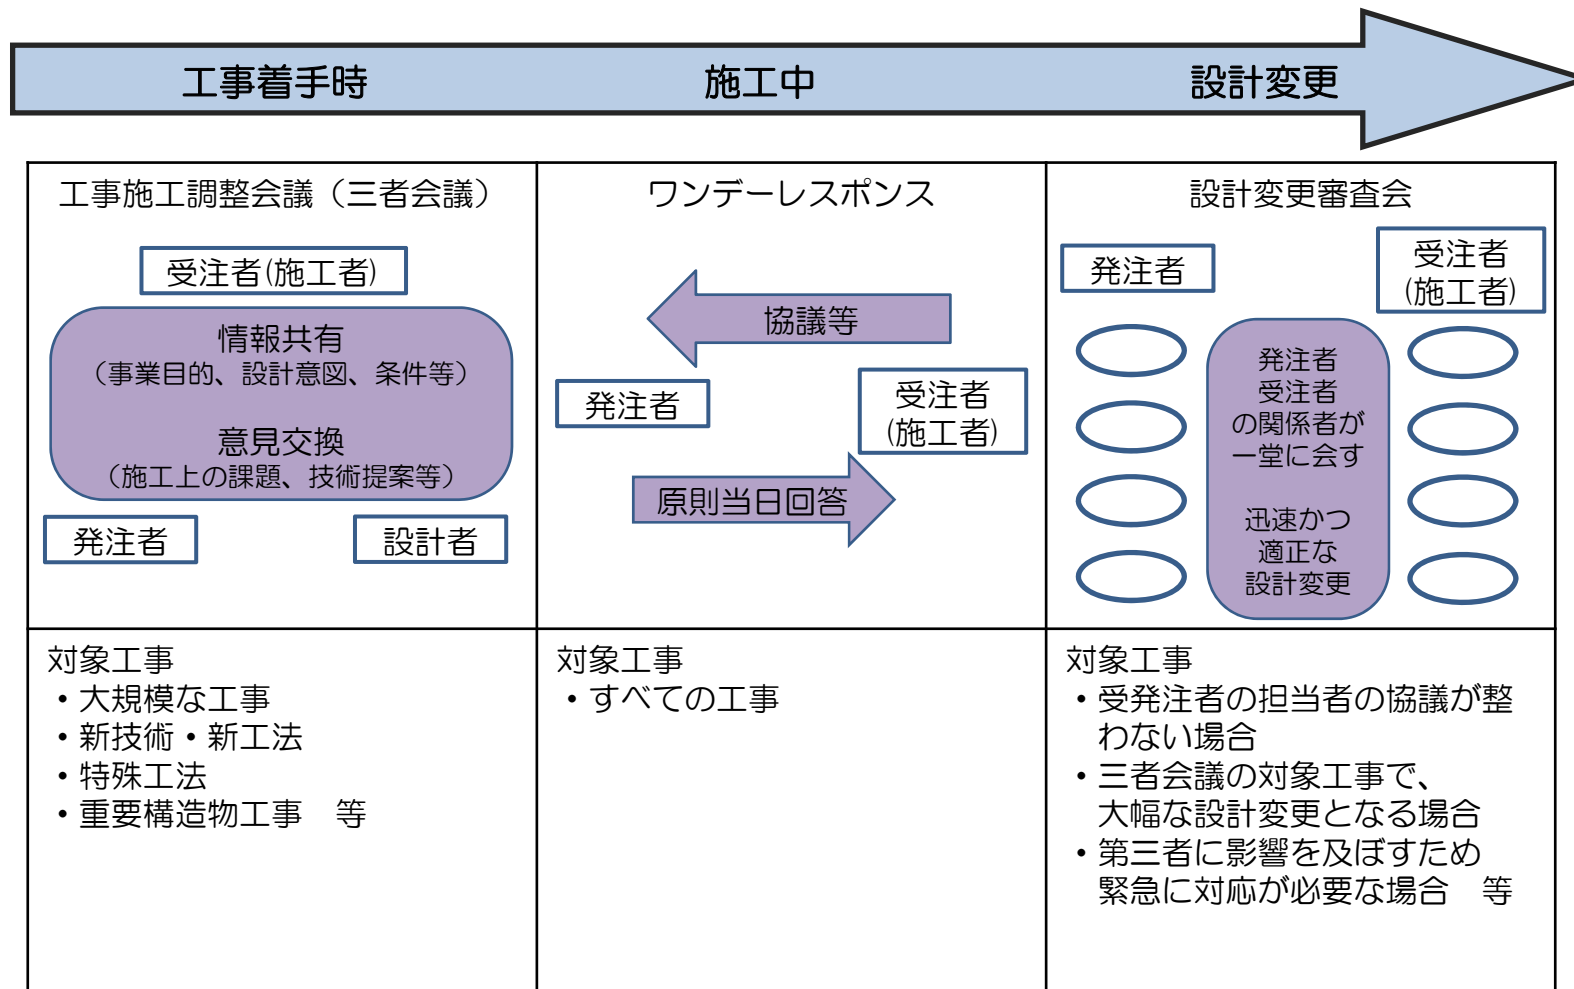 工事着手時
施工中
設計変更
工事施工調整会議（三者会議）
受注者(施工者)
情報共有
（事業目的、設計意図、条件等）
意見交換
（施工上の課題、技術提案等）
発注者
設計者
ワンデーレスポンス
協議等
発注者
受注者
(施工者)
原則当日回答
設計変更審査会
発注者
受注者
(施工者)
発注者
受注者
の関係者が
一堂に会す
迅速かつ
適正な
設計変更
対象工事
・大規模な工事
・新技術・新工法
・特殊工法
・重要構造物工事　等
対象工事
・すべての工事
対象工事
・受発注者の担当者の協議が整
わない場合
・三者会議の対象工事で、
大幅な設計変更となる場合
・第三者に影響を及ぼすため
緊急に対応が必要な場合　等